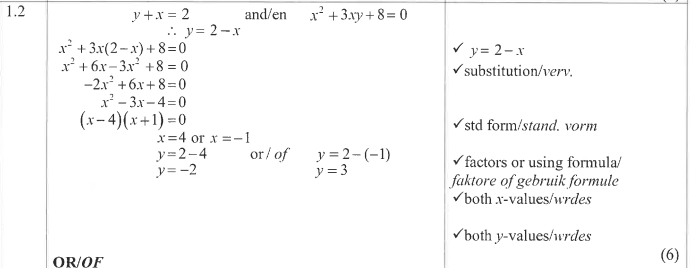 1.2
y + x = 2 and/en x² + 3xy + 8 = 0
∴ y = 2 − x
x² + 3x(2 − x) + 8 = 0
x² + 6x − 3x² + 8 = 0
−2x² + 6x + 8 = 0
x² − 3x − 4 = 0
(x − 4)(x + 1) = 0
x = 4 or x = −1
y = 2 − 4 or / of y = 2 − (−1)
y = −2 y = 3
OR/OF
✓ y = 2 − x
✓substitution/verv.
✓std form/stand. vorm
✓factors or using formula/
faktore of gebruik formule
✓both x-values/wrdes
✓both y-values/wrdes
(6)